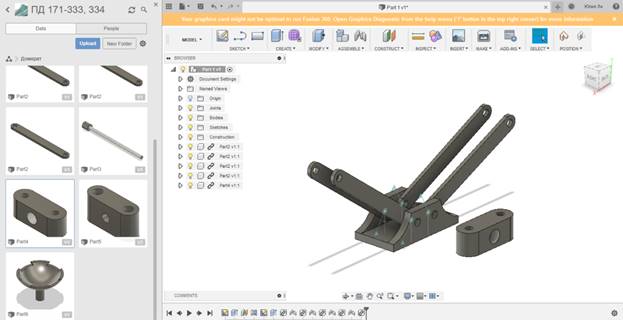 ПД 171-333, 334
Data
People
Upload
New Folder
Домкрат
Part2
Part2
Part2
Part3
Part4
Part5
Part6
Part 1 v1*
Your graphics card might not be optimal to run Fusion 360. Open Graphics Diagnostic from the help menu ("?" button in the top right corner) for more information
MODEL
SKETCH
CREATE
MODIFY
ASSEMBLE
CONSTRUCT
INSPECT
INSERT
MAKE
ADD-INS
SELECT
POSITION
BROWSER
Part 1 v1
Document Settings
Named Views
Origin
Joints
Bodies
Sketches
Construction
Part2 v1:1
Part2 v1:1
Part2 v1:1
Part2 v1:1
Part4 v1:1
COMMENTS